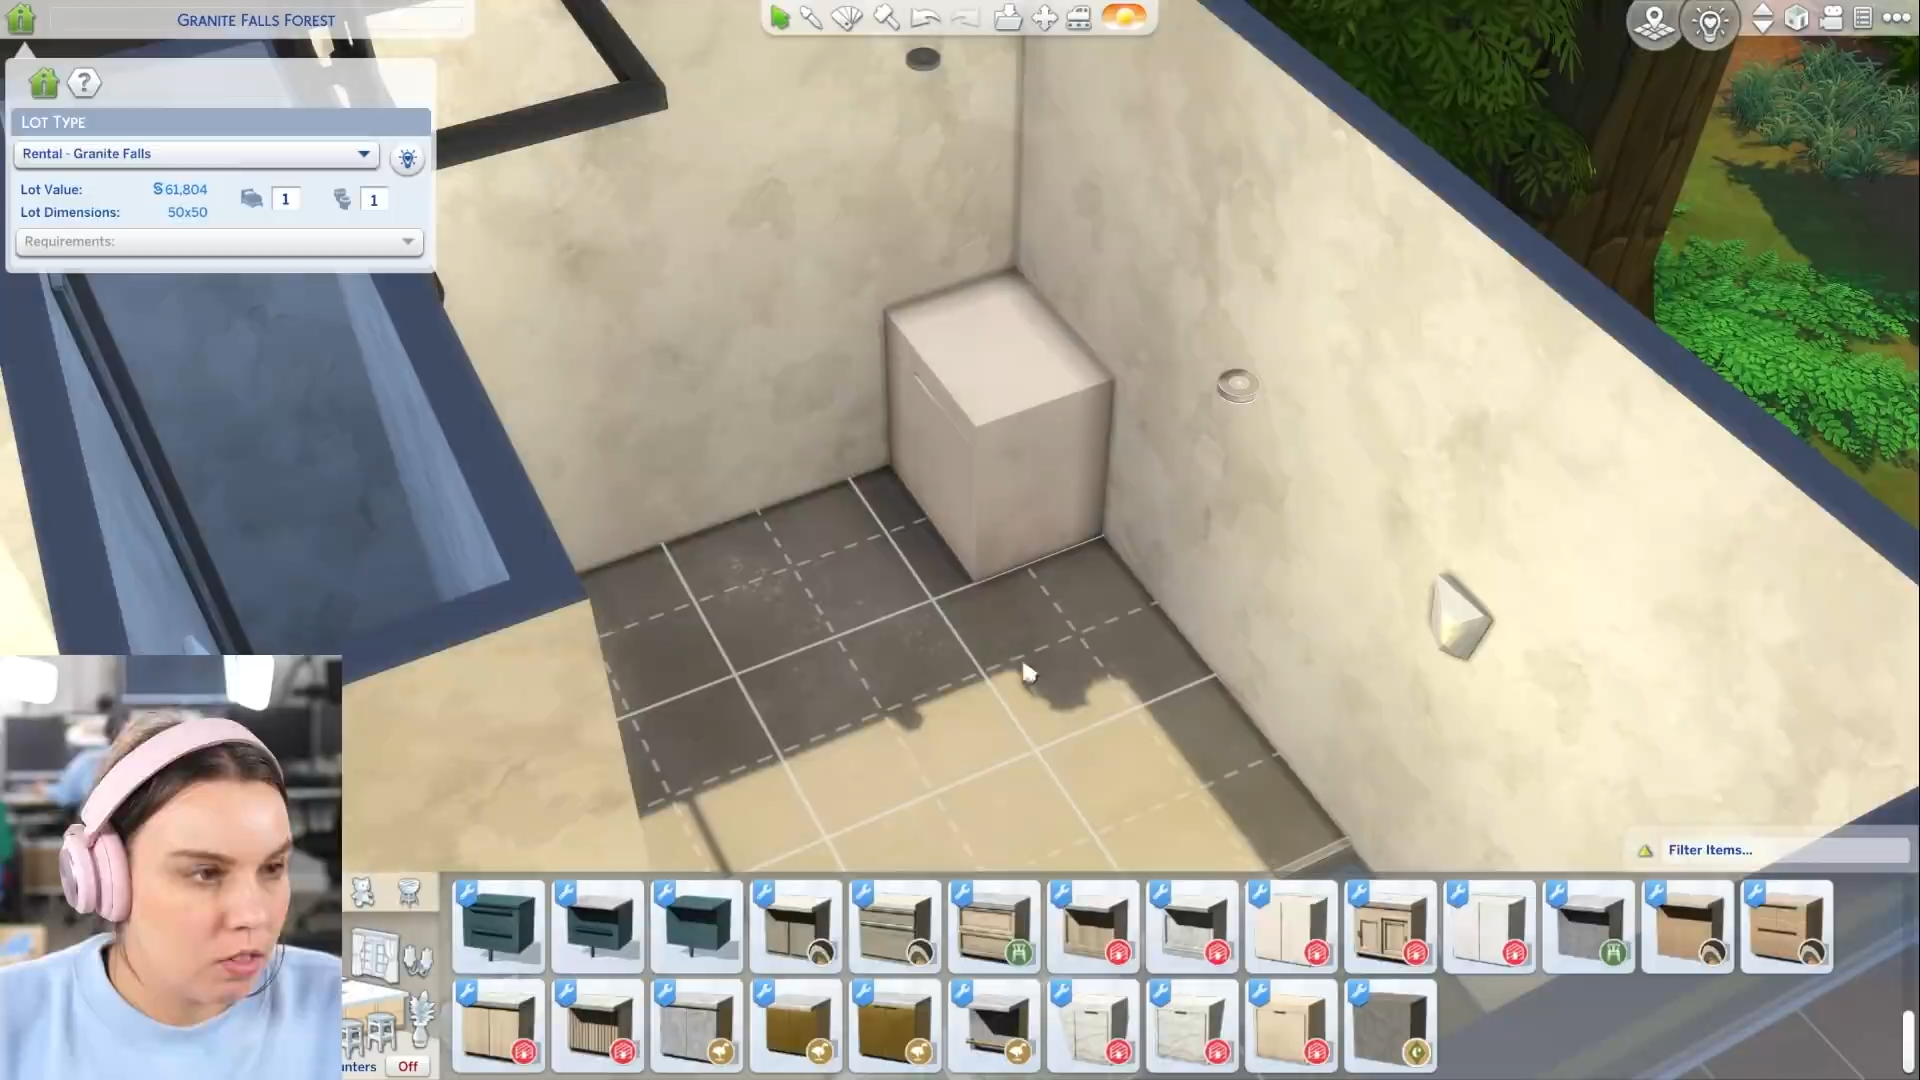 GRANITE FALLS FOREST
LOT TYPE
Rental - Granite Falls
Lot Value: §61,804
1
1
Lot Dimensions: 50x50
Requirements:
Filter Items...
unters Off